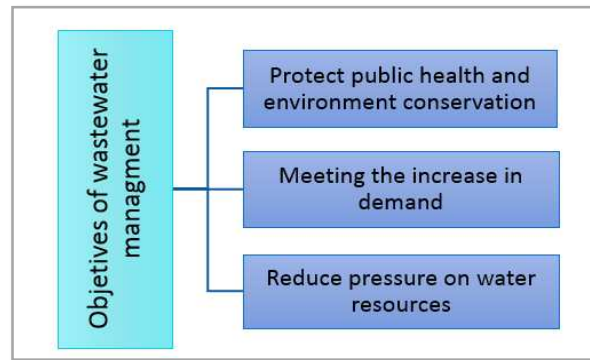 Objetives of wastewater
managment
Protect public health and
environment conservation
Meeting the increase in
demand
Reduce pressure on water
resources